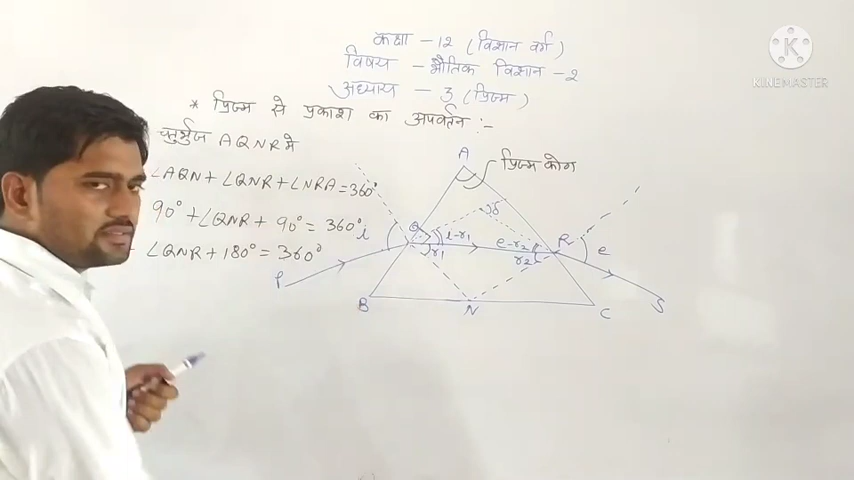 कक्षा - 12 (विज्ञान वर्ग)
विषय - भौतिक विज्ञान - 2
अध्याय - 3 (प्रिज्म)
* प्रिज्म से प्रकाश का अपवर्तन :-
चतुर्भुज AQNR मे
∠AQN + ∠QNR + ∠NRA = 360°
90° + ∠QNR + 90° = 360°
∠QNR + 180° = 360°
A
प्रिज्म कोण
δ
i
Q
i-r₁
r₁
e-r₂
r₂
R
e
P
B
N
C
S
KINEMASTER